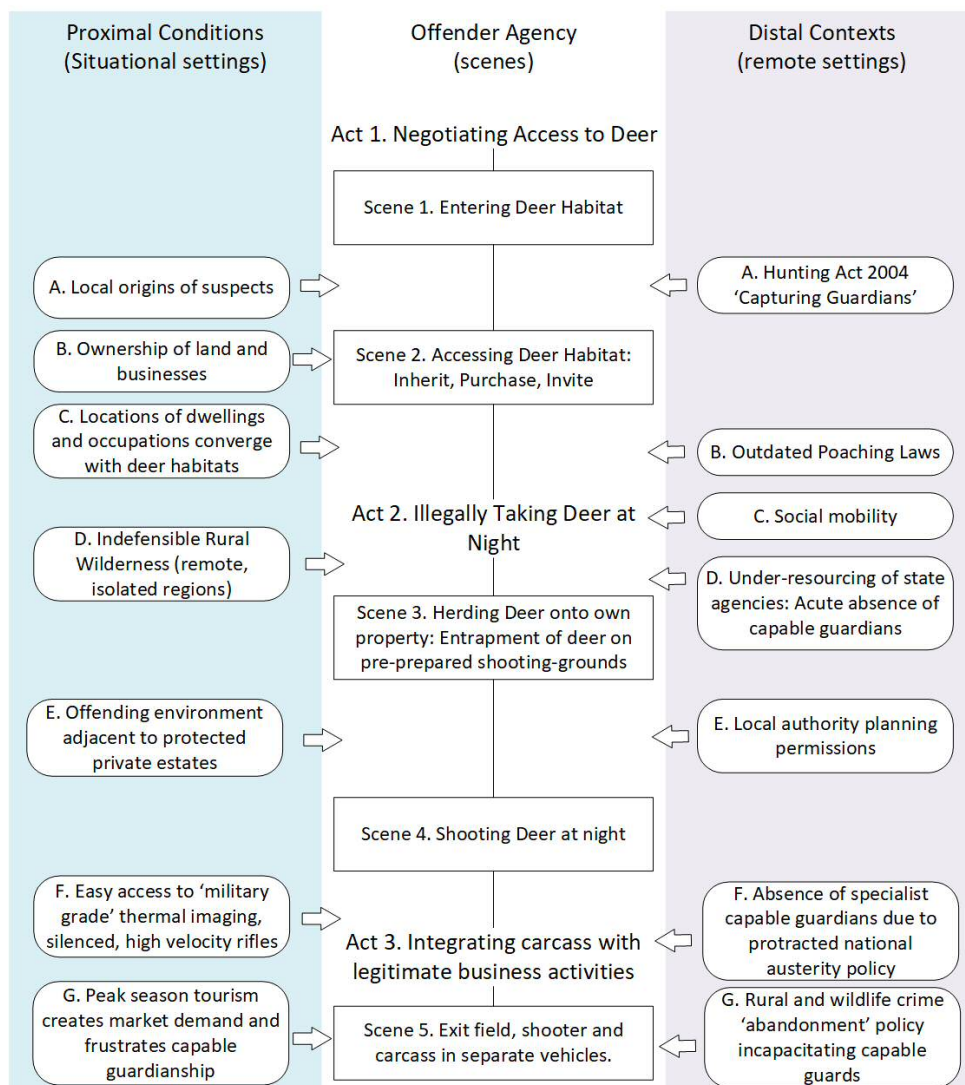 Proximal Conditions
(Situational settings)
Offender Agency
(scenes)
Distal Contexts
(remote settings)
Act 1. Negotiating Access to Deer
Scene 1. Entering Deer Habitat
A. Local origins of suspects
A. Hunting Act 2004
‘Capturing Guardians’
B. Ownership of land and
businesses
Scene 2. Accessing Deer Habitat:
Inherit, Purchase, Invite
C. Locations of dwellings
and occupations converge
with deer habitats
B. Outdated Poaching Laws
Act 2. Illegally Taking Deer at
Night
C. Social mobility
D. Indefensible Rural
Wilderness (remote,
isolated regions)
D. Under-resourcing of state
agencies: Acute absence of
capable guardians
Scene 3. Herding Deer onto own
property: Entrapment of deer on
pre-prepared shooting-grounds
E. Offending environment
adjacent to protected
private estates
E. Local authority planning
permissions
Scene 4. Shooting Deer at night
F. Easy access to ‘military
grade’ thermal imaging,
silenced, high velocity rifles
F. Absence of specialist
capable guardians due to
protracted national
austerity policy
Act 3. Integrating carcass with
legitimate business activities
G. Peak season tourism
creates market demand and
frustrates capable
guardianship
Scene 5. Exit field, shooter and
carcass in separate vehicles.
G. Rural and wildlife crime
‘abandonment’ policy
incapacitating capable
guards